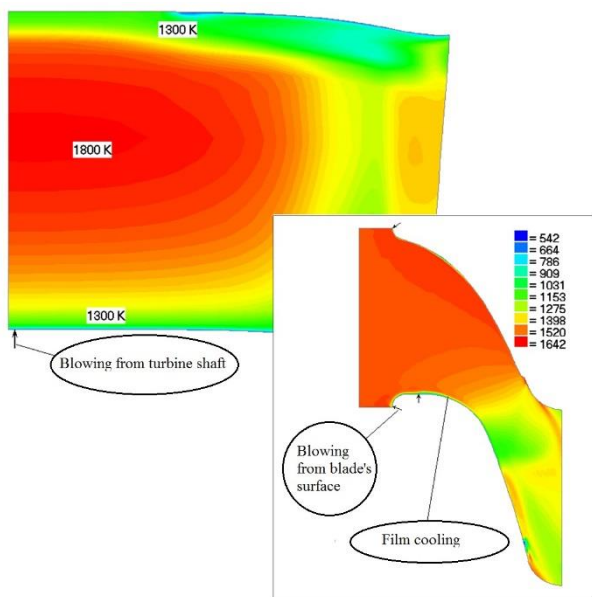 1300 K
1800 K
1300 K
Blowing from turbine shaft
= 542
= 664
= 786
= 909
= 1031
= 1153
= 1275
= 1398
= 1520
= 1642
Blowing
from blade's
surface
Film cooling